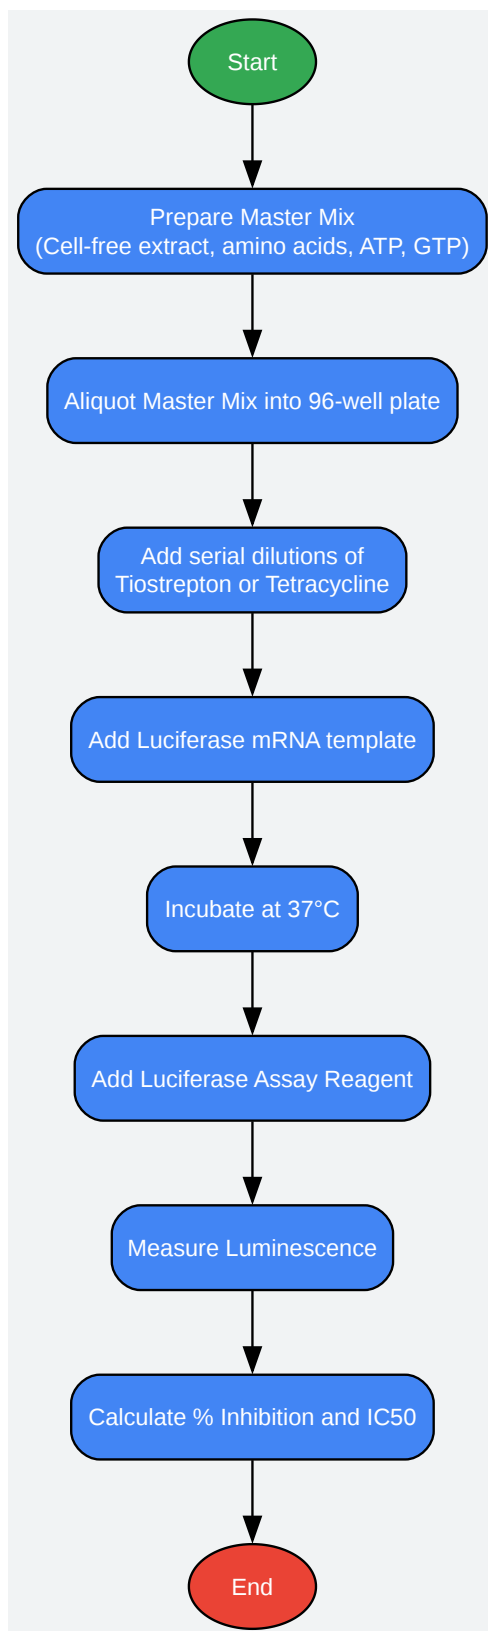 Start
Prepare Master Mix
(Cell-free extract, amino acids, ATP, GTP)
Aliquot Master Mix into 96-well plate
Add serial dilutions of
Tiostrepton or Tetracycline
Add Luciferase mRNA template
Incubate at 37°C
Add Luciferase Assay Reagent
Measure Luminescence
Calculate % Inhibition and IC50
End